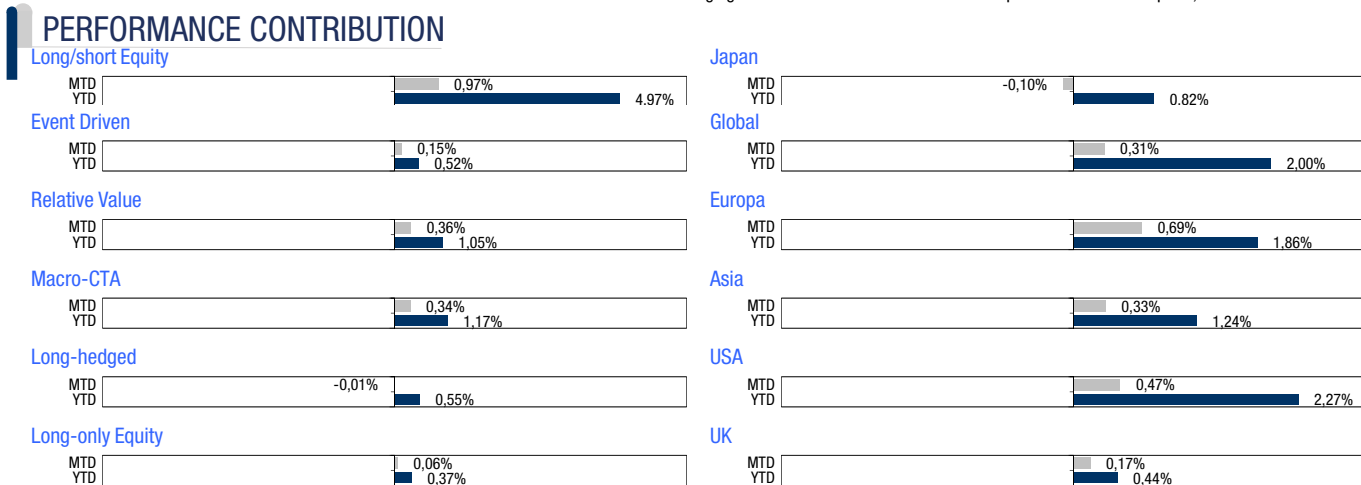 PERFORMANCE CONTRIBUTION
Long/short Equity
MTD 0,97%
YTD 4.97%
Event Driven
MTD 0,15%
YTD 0,52%
Relative Value
MTD 0,36%
YTD 1,05%
Macro-CTA
MTD 0,34%
YTD 1,17%
Long-hedged
MTD -0,01%
YTD 0,55%
Long-only Equity
MTD 0,06%
YTD 0,37%
Japan
MTD -0,10%
YTD 0.82%
Global
MTD 0,31%
YTD 2,00%
Europa
MTD 0,69%
YTD 1,86%
Asia
MTD 0,33%
YTD 1,24%
USA
MTD 0,47%
YTD 2,27%
UK
MTD 0,17%
YTD 0,44%